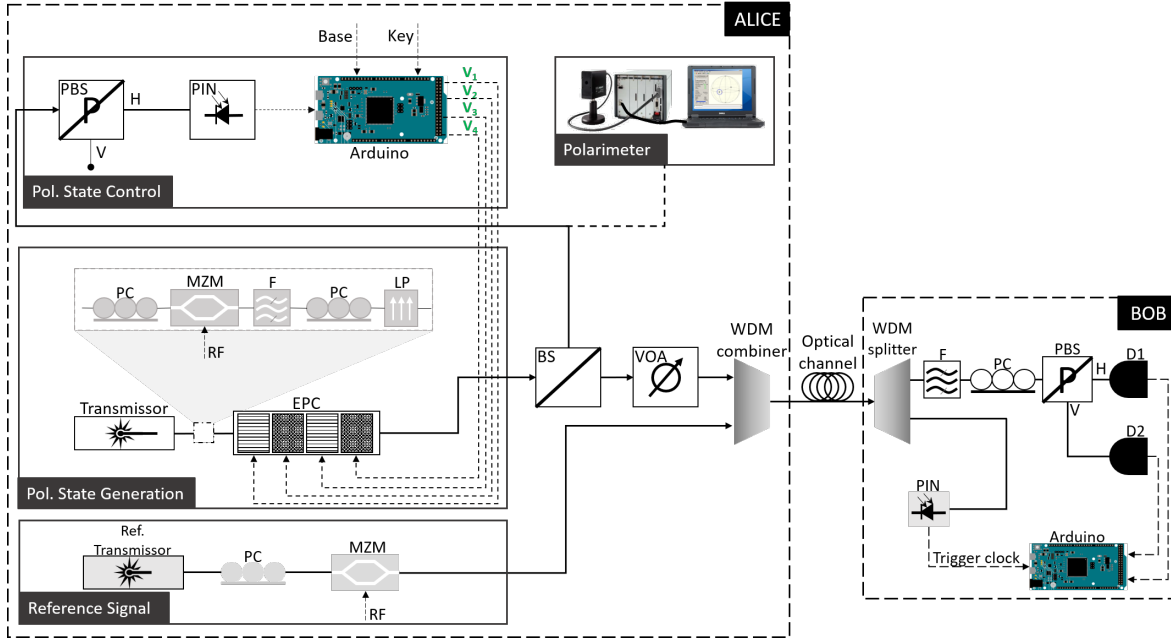 ALICE
Base
Key
PBS
H
PIN
V1
V2
V3
V4
V
Arduino
Pol. State Control
Polarimeter
PC
MZM
F
PC
LP
RF
Transmissor
EPC
Pol. State Generation
BS
VOA
WDM
combiner
Optical
channel
Ref.
Transmissor
PC
MZM
RF
Reference Signal
BOB
WDM
splitter
F
PC
PBS
H
V
D1
D2
PIN
Trigger clock
Arduino